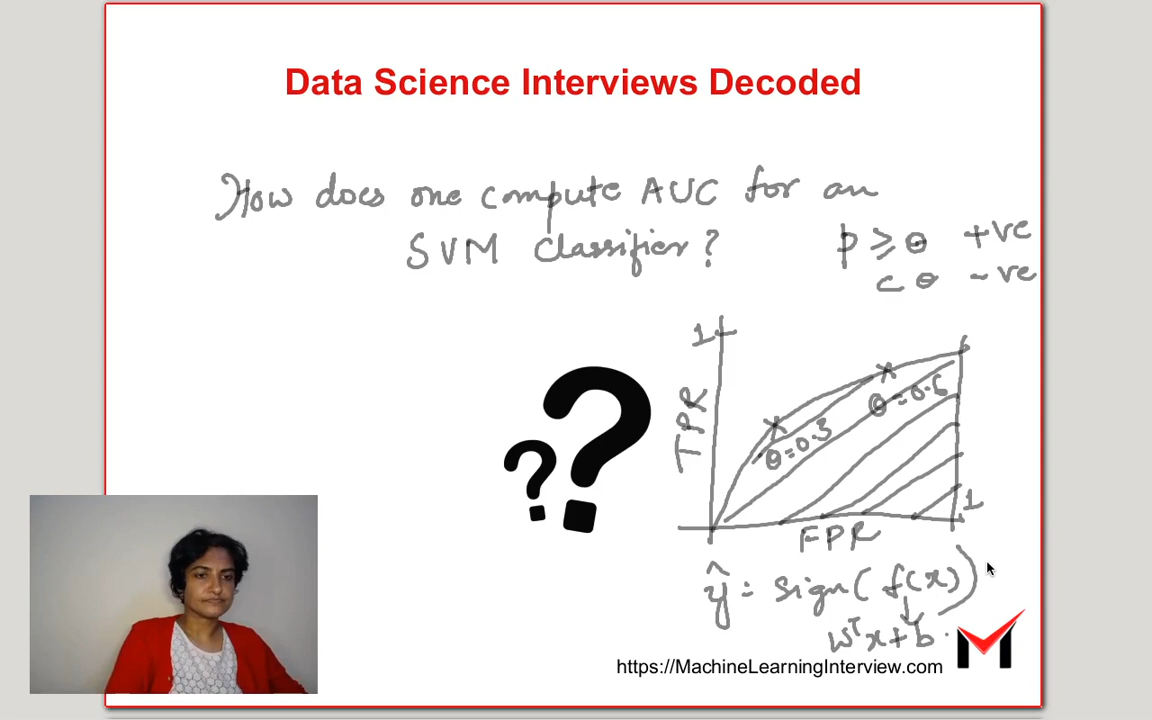 Data Science Interviews Decoded
How does one compute AUC for an
SVM classifier?
p ≥ θ +ve
< θ -ve
1
TPR
θ=0.3
θ=0.6
1
FPR
ŷ = sign(f(x))
wᵀx+b.
https://MachineLearningInterview.com